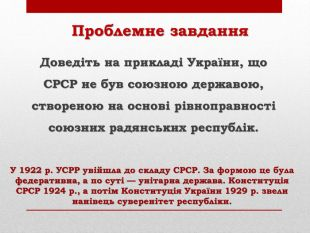 Проблемне завдання
Доведіть на прикладі України, що
СРСР не був союзною державою,
створеною на основі рівноправності
союзних радянських республік.
У 1922 р. УСРР увійшла до складу СРСР. За формою це була
федеративна, а по суті — унітарна держава. Конституція
СРСР 1924 р., а потім Конституція України 1929 р. звели
нанівець суверенітет республіки.